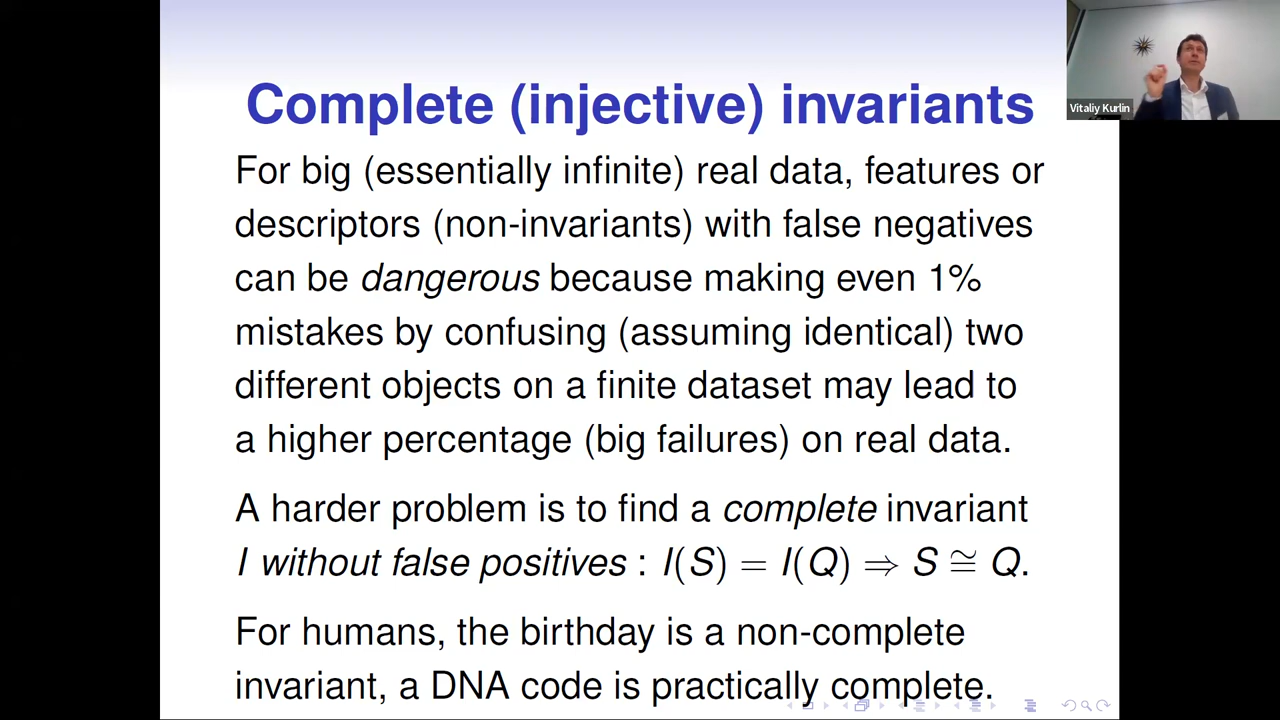 Complete (injective) invariants
Vitaliy Kurlin
For big (essentially infinite) real data, features or
descriptors (non-invariants) with false negatives
can be dangerous because making even 1%
mistakes by confusing (assuming identical) two
different objects on a finite dataset may lead to
a higher percentage (big failures) on real data.
A harder problem is to find a complete invariant
I without false positives : I(S) = I(Q) ⇒ S ≅ Q.
For humans, the birthday is a non-complete
invariant, a DNA code is practically complete.